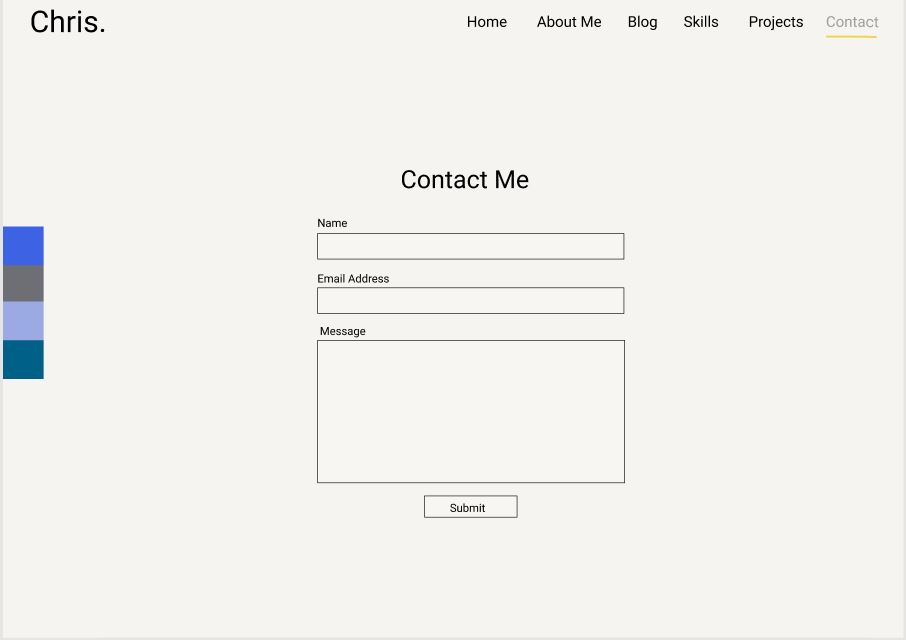 Chris.
Home About Me Blog Skills Projects Contact
Contact Me
Name
Email Address
Message
Submit